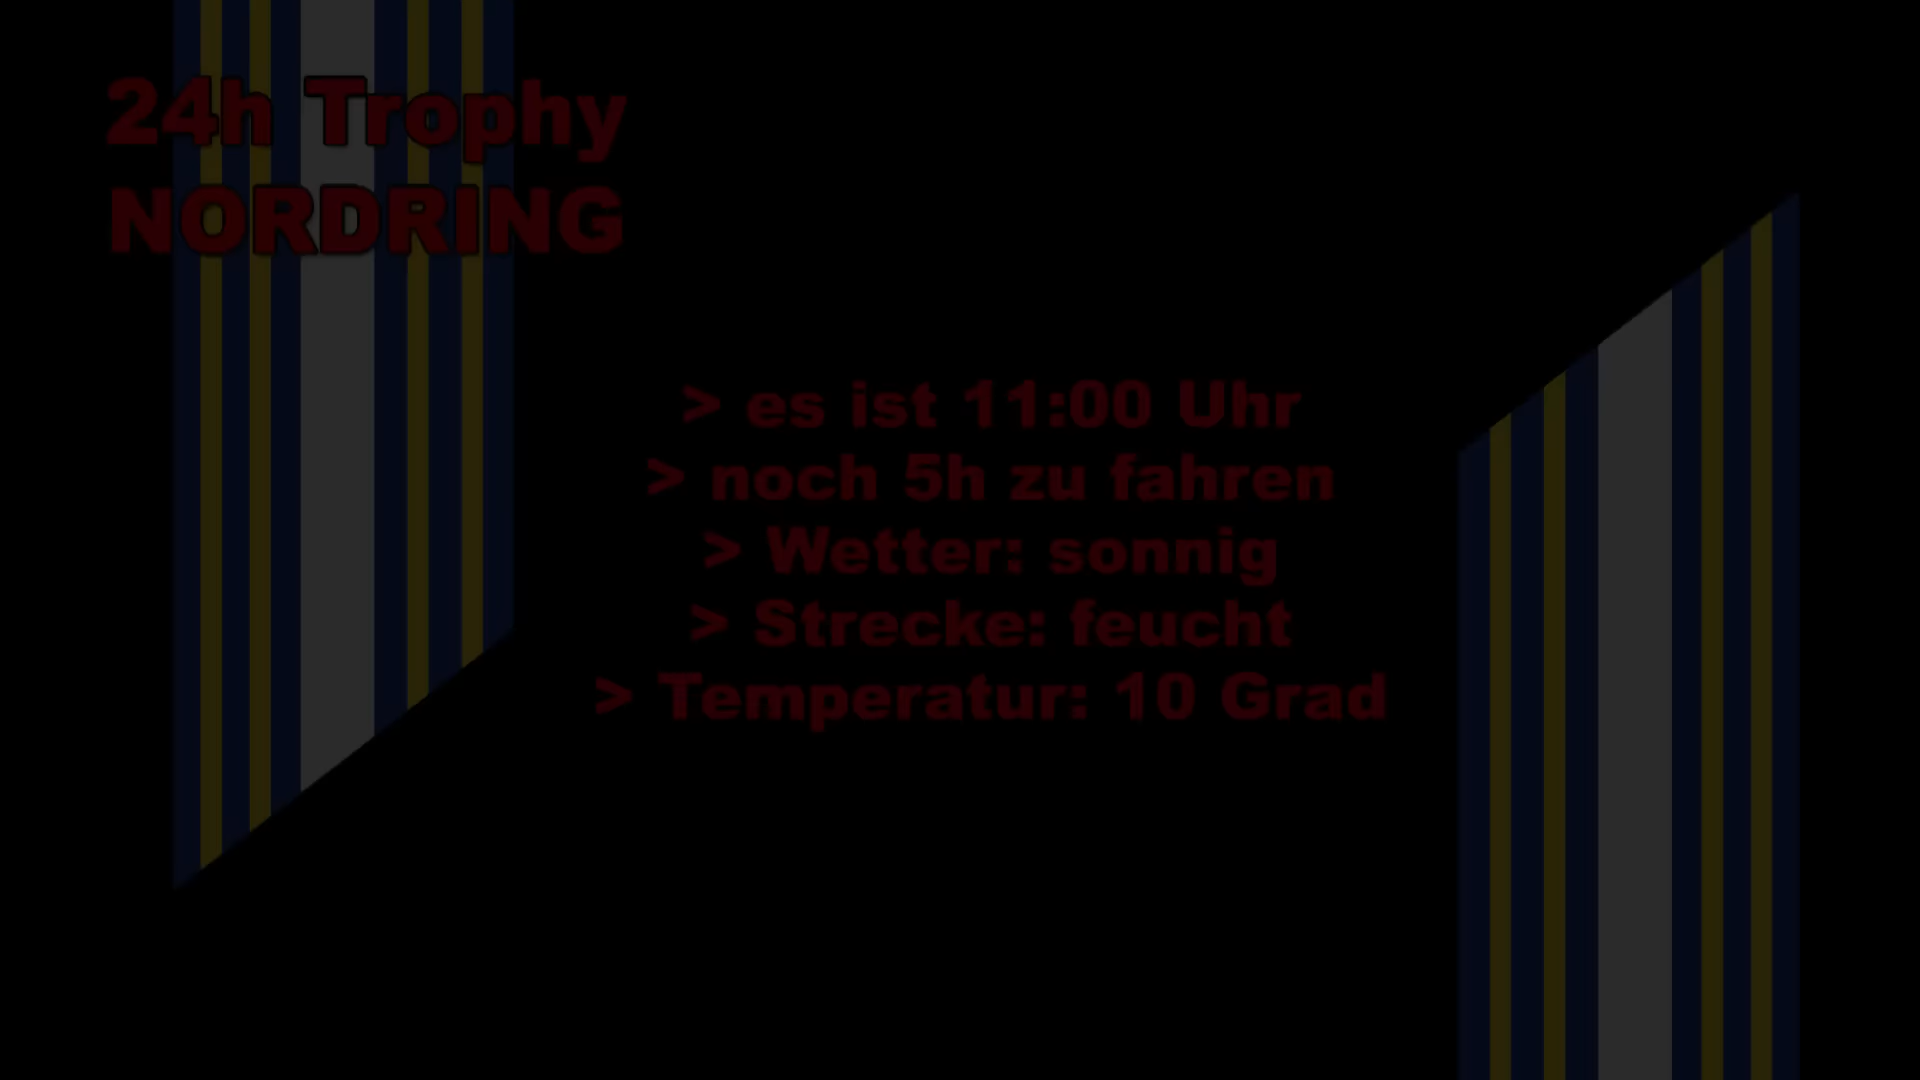 24h Trophy
NORDRING
> es ist 11:00 Uhr
> noch 5h zu fahren
> Wetter: sonnig
> Strecke: feucht
> Temperatur: 10 Grad